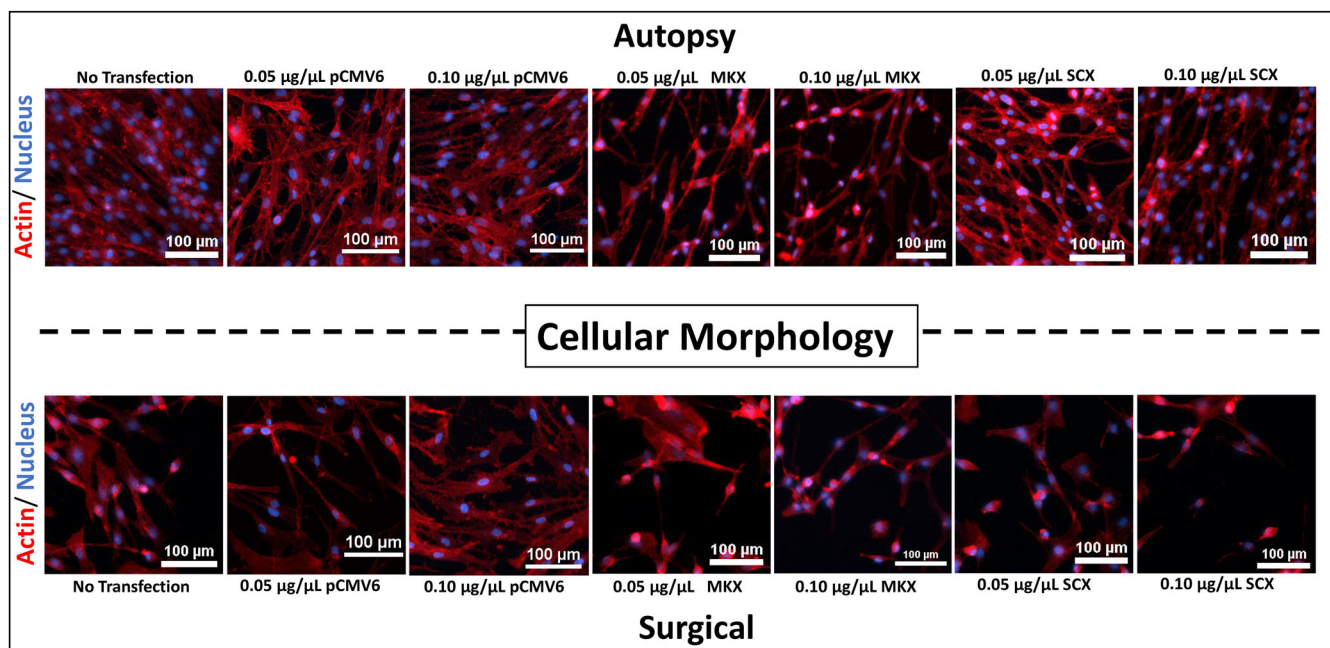 Autopsy
No Transfection
0.05 µg/µL pCMV6
0.10 µg/µL pCMV6
0.05 µg/µL MKX
0.10 µg/µL MKX
0.05 µg/µL SCX
0.10 µg/µL SCX
Actin/ Nucleus
100 µm
100 µm
100 µm
100 µm
100 µm
100 µm
100 µm
Cellular Morphology
Actin/ Nucleus
100 µm
100 µm
100 µm
100 µm
100 µm
100 µm
100 µm
No Transfection
0.05 µg/µL pCMV6
0.10 µg/µL pCMV6
0.05 µg/µL MKX
0.10 µg/µL MKX
0.05 µg/µL SCX
0.10 µg/µL SCX
Surgical